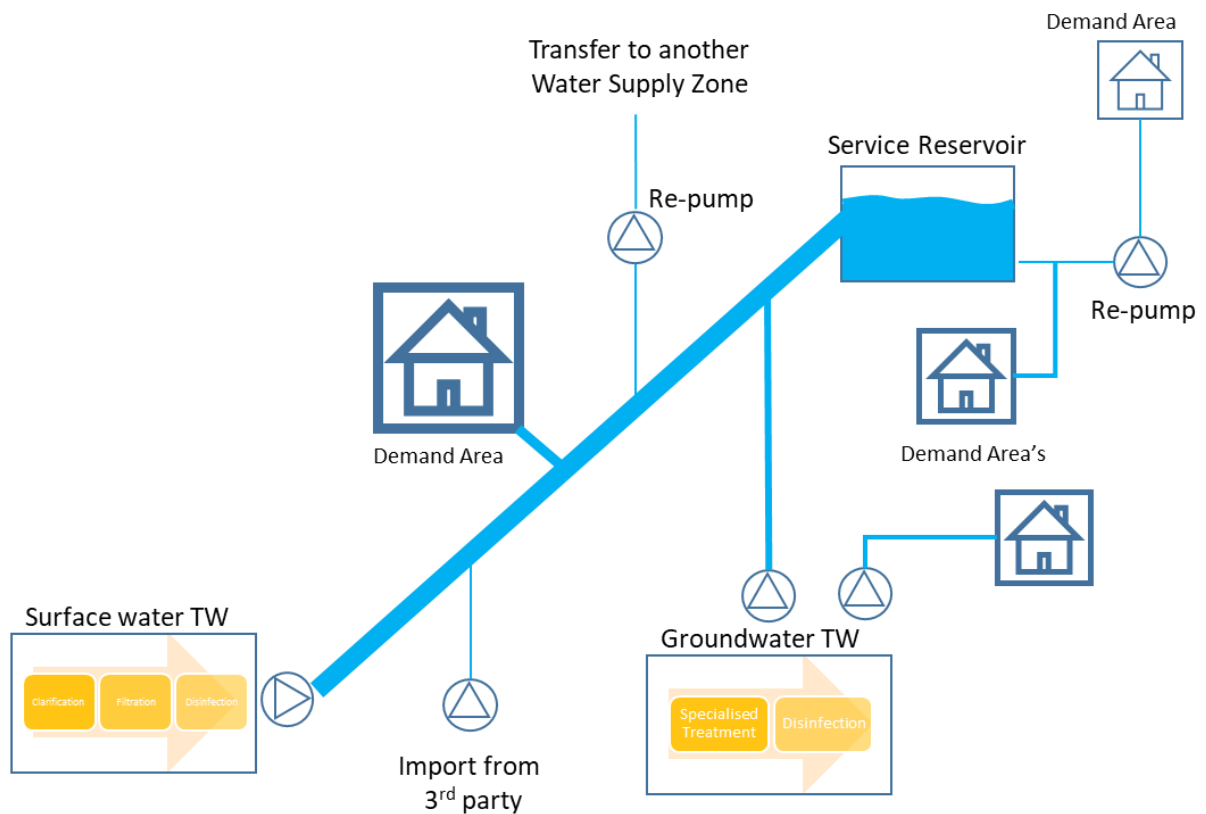 Demand Area
Transfer to another
Water Supply Zone
Service Reservoir
Re-pump
Re-pump
Demand Area
Demand Area's
Surface water TW
Clarification
Filtration
Disinfection
Groundwater TW
Specialised
Treatment
Disinfection
Import from
3rd party